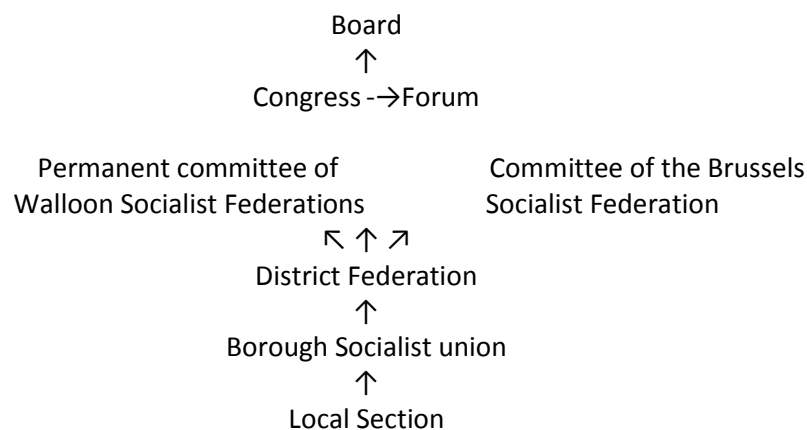 Board
↑
Congress -→Forum
Permanent committee of Committee of the Brussels
Walloon Socialist Federations Socialist Federation
↖ ↑ ↗
District Federation
↑
Borough Socialist union
↑
Local Section